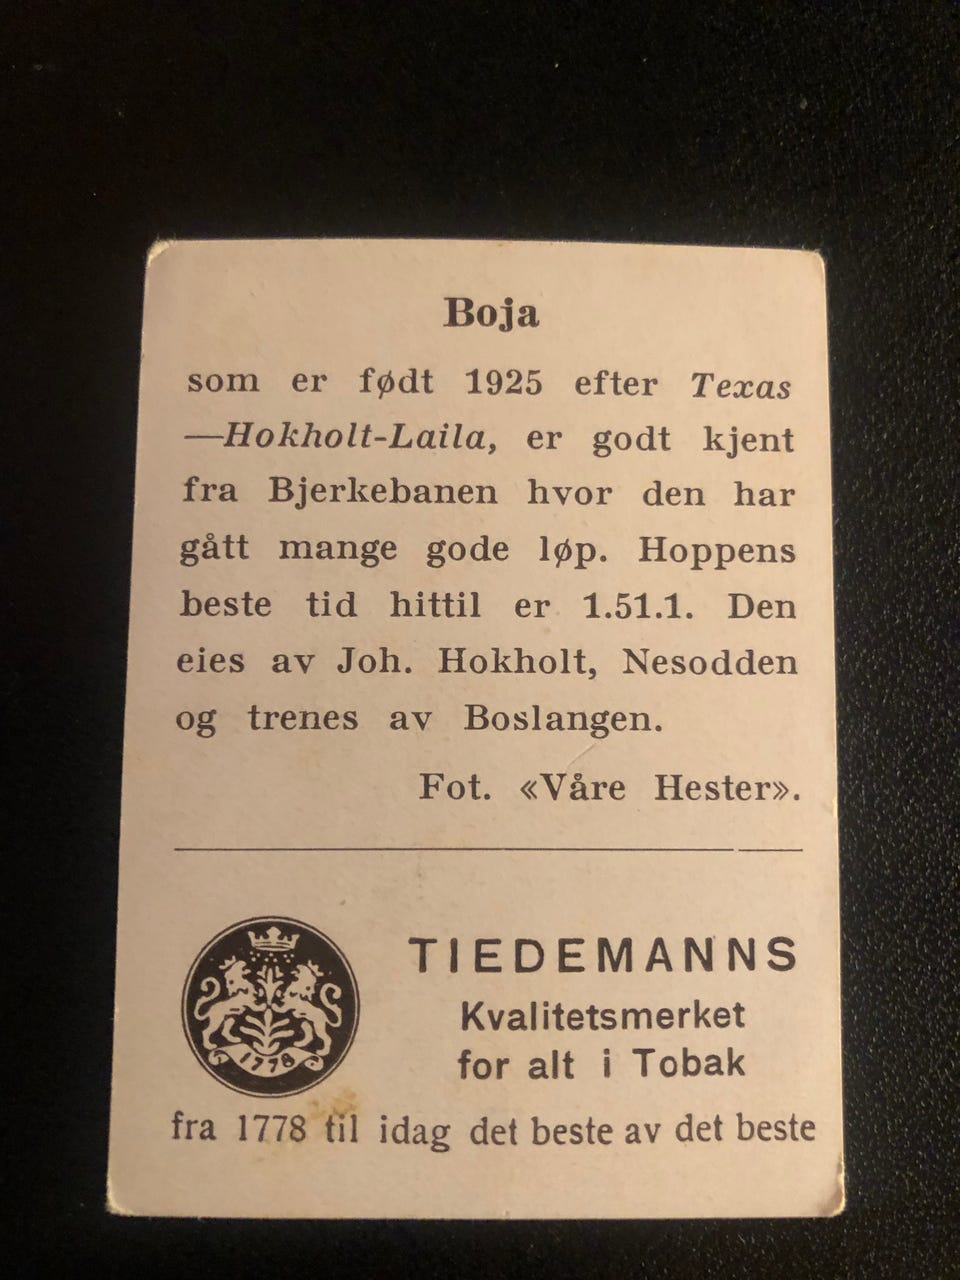 Boja
som er født 1925 efter Texas
—Hokholt-Laila, er godt kjent
fra Bjerkebanen hvor den har
gått mange gode løp. Hoppens
beste tid hittil er 1.51.1. Den
eies av Joh. Hokholt, Nesodden
og trenes av Boslangen.
Fot. «Våre Hester».
1778
TIEDEMANNS
Kvalitetsmerket
for alt i Tobak
fra 1778 til idag det beste av det beste